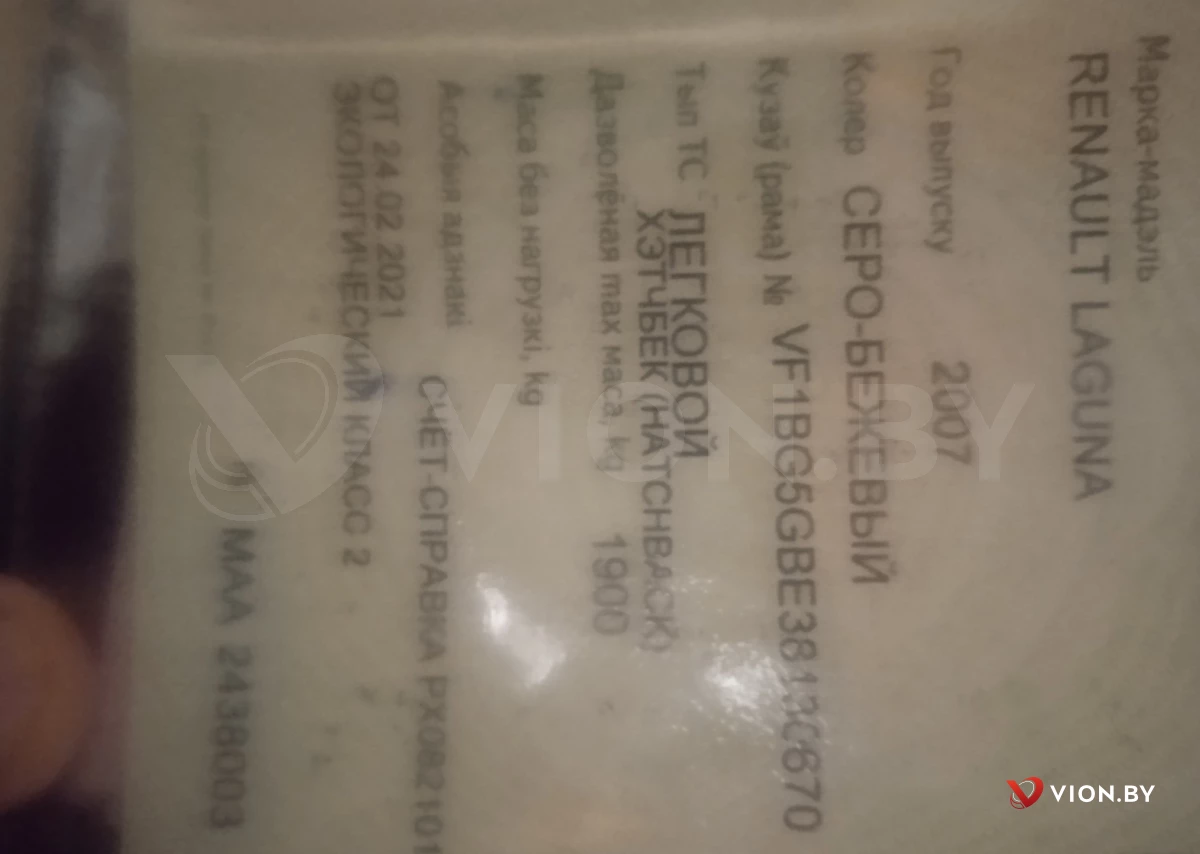 Марка-мадэль
RENAULT LAGUNA
Год выпуску 2007
Колер СЕРО-БЕЖЕВЫЙ
Кузаў (рама) №
Тып ТС ЛЕГКОВОЙ
ХЭТЧБЕК(HATCHBACK)
Дазволеная max маса, kg 1900
Маса без нагрузкі, kg
Асобыя адзнакі СЧЁТ-СПРАВКА РХ082101
ОТ 24.02.2021
ЭКОЛОГИЧЕСКИЙ КЛАСС 2
МАА 2438003
VION.BY
VION.BY